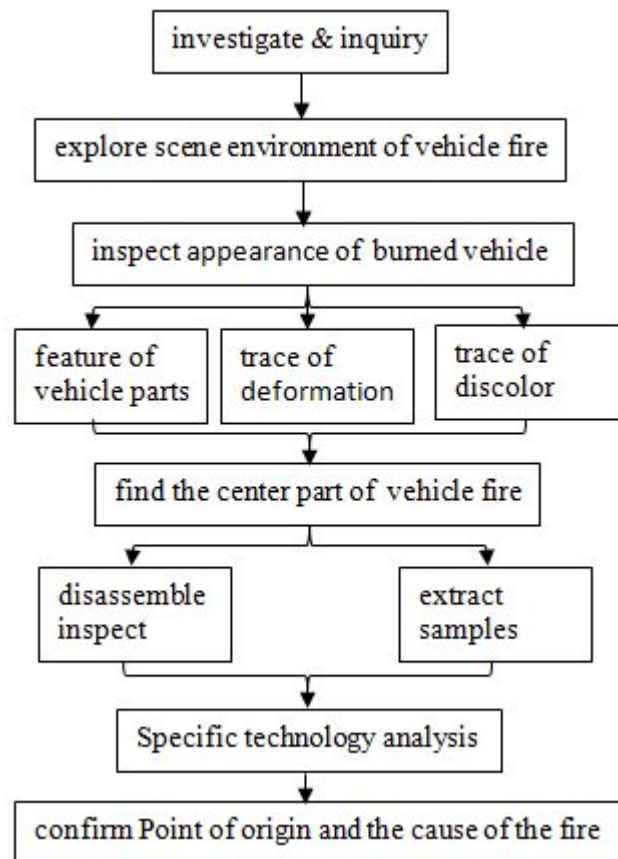 investigate & inquiry
explore scene environment of vehicle fire
inspect appearance of burned vehicle
feature of
vehicle parts
trace of
deformation
trace of
discolor
find the center part of vehicle fire
disassemble
inspect
extract
samples
Specific technology analysis
confirm Point of origin and the cause of the fire